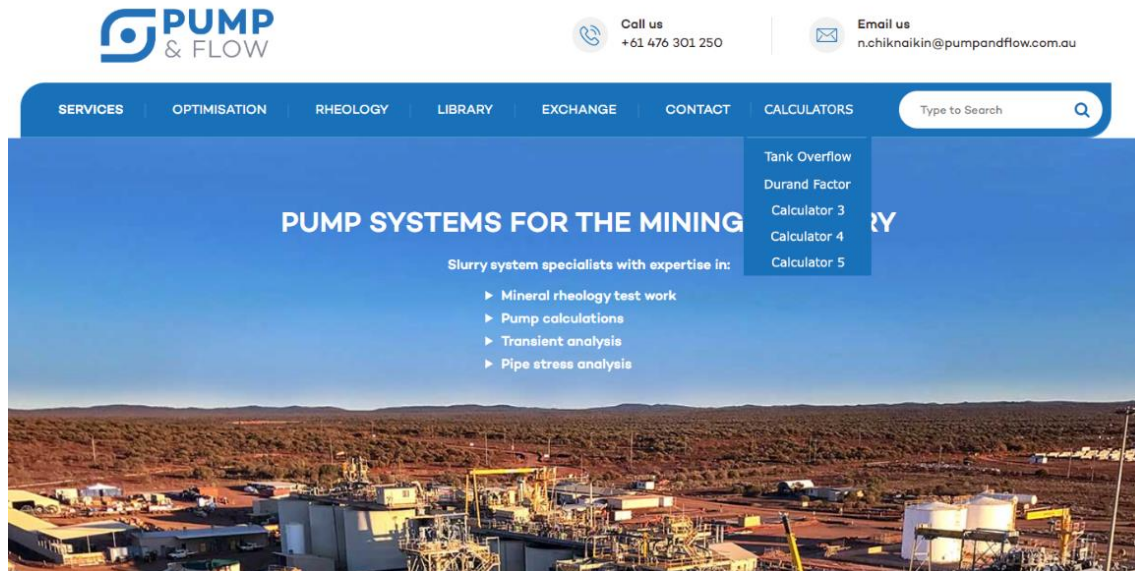 PUMP
& FLOW
Call us
+61 476 301 250
Email us
n.chiknaikin@pumpandflow.com.au
SERVICES
OPTIMISATION
RHEOLOGY
LIBRARY
EXCHANGE
CONTACT
CALCULATORS
Type to Search
Tank Overflow
Durand Factor
Calculator 3
Calculator 4
Calculator 5
PUMP SYSTEMS FOR THE MINING RY
Slurry system specialists with expertise in:
Mineral rheology test work
Pump calculations
Transient analysis
Pipe stress analysis